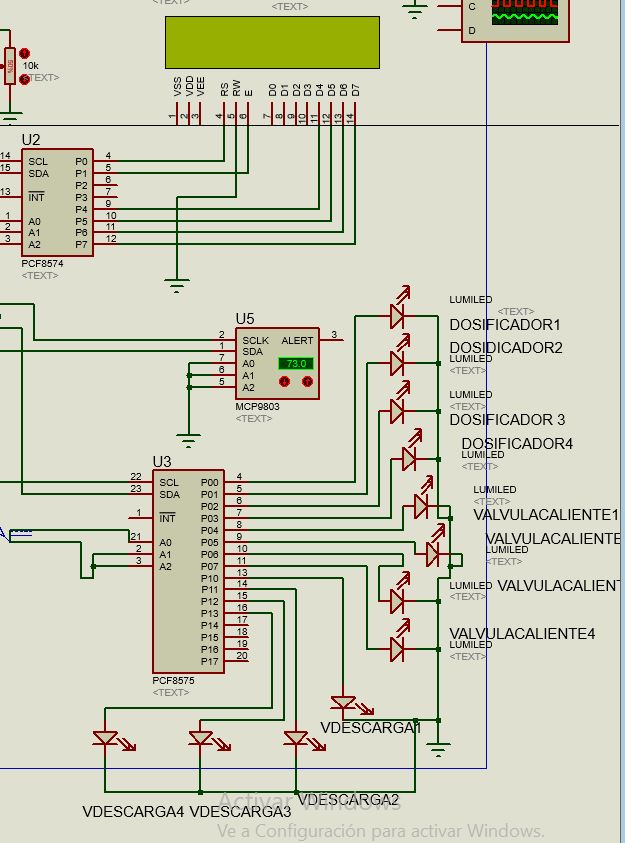 <TEXT>
<TEXT>
C
D
10k
50%
<TEXT>
VSS
VDD
VEE
RS
RW
E
D0
D1
D2
D3
D4
D5
D6
D7
1
2
3
4
5
6
7
8
9
10
11
12
13
14
U2
14 SCL P0 4
15 SDA P1 5
P2 6
13 INT P3 7
P4 9
1 A0 P5 10
2 A1 P6 11
3 A2 P7 12
PCF8574
<TEXT>
U5
2 SCLK ALERT 3
1 SDA
7 A0 73.0
6 A1
5 A2
MCP9803
<TEXT>
LUMILED
<TEXT>
DOSIFICADOR1
DOSIDICADOR2
LUMILED
<TEXT>
LUMILED
<TEXT>
DOSIFICADOR 3
DOSIFICADOR4
LUMILED
<TEXT>
LUMILED
<TEXT>
VALVULACALIENTE1
VALVULACALIENTE
LUMILED
<TEXT>
LUMILED VALVULACALIENT
<TEXT>
VALVULACALIENTE4
LUMILED
<TEXT>
U3
22 SCL P00 4
23 SDA P01 5
P02 6
1 INT P03 7
P04 8
21 A0 P05 9
2 A1 P06 10
3 A2 P07 11
P10 13
P11 14
P12 15
P13 16
P14 17
P15 18
P16 19
P17 20
PCF8575
<TEXT>
VDESCARGA1
VDESCARGA2
VDESCARGA4 VDESCARGA3
Activar Windows
Ve a Configuración para activar Windows.